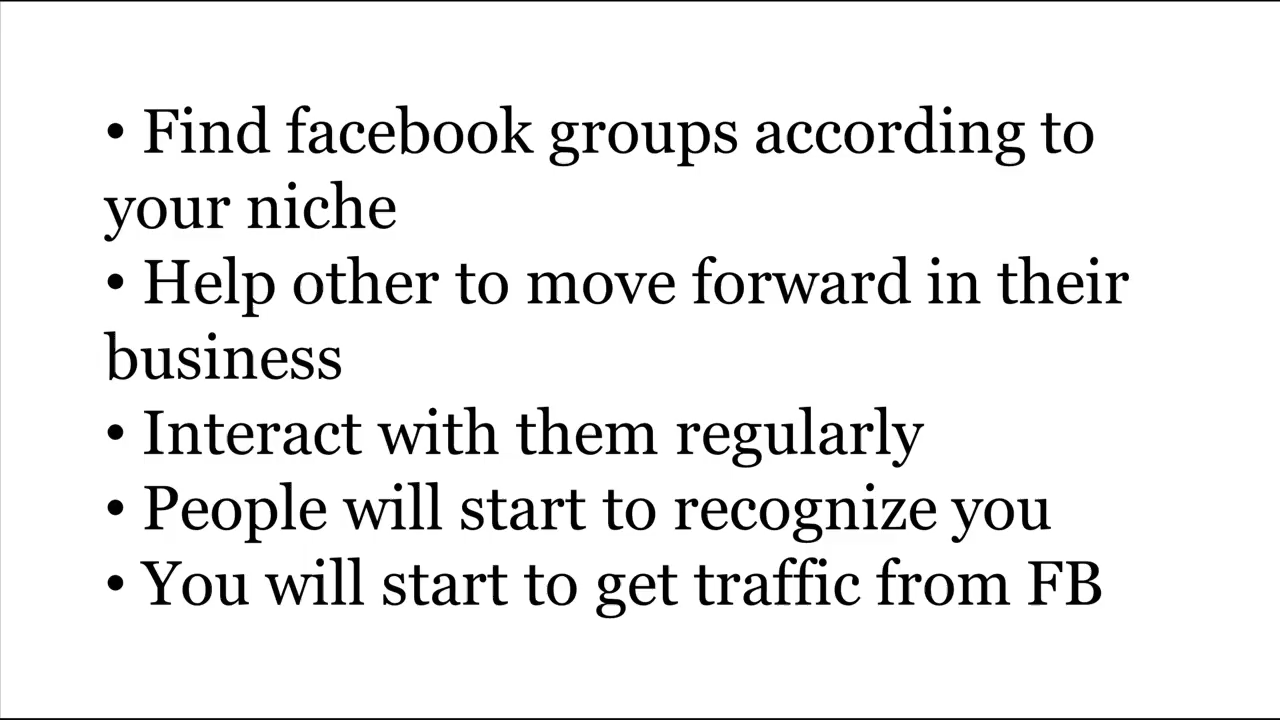 • Find facebook groups according to
your niche
• Help other to move forward in their
business
• Interact with them regularly
• People will start to recognize you
• You will start to get traffic from FB